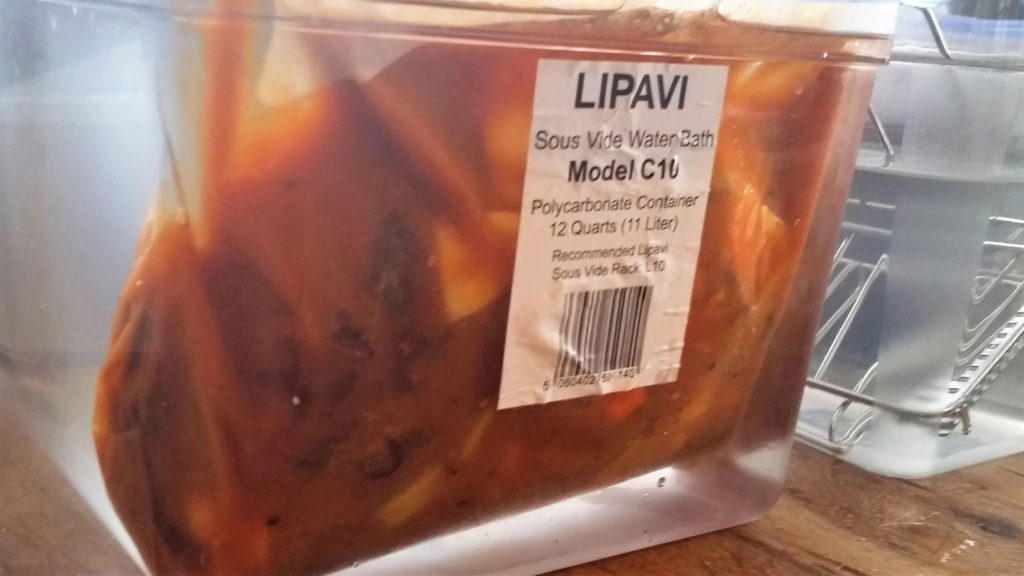 LIPAVI
Sous Vide Water Bath
Model C10
Polycarbonate Container
12 Quarts (11 Liter)
Recommended Lipavi
Sous Vide Rack: L10